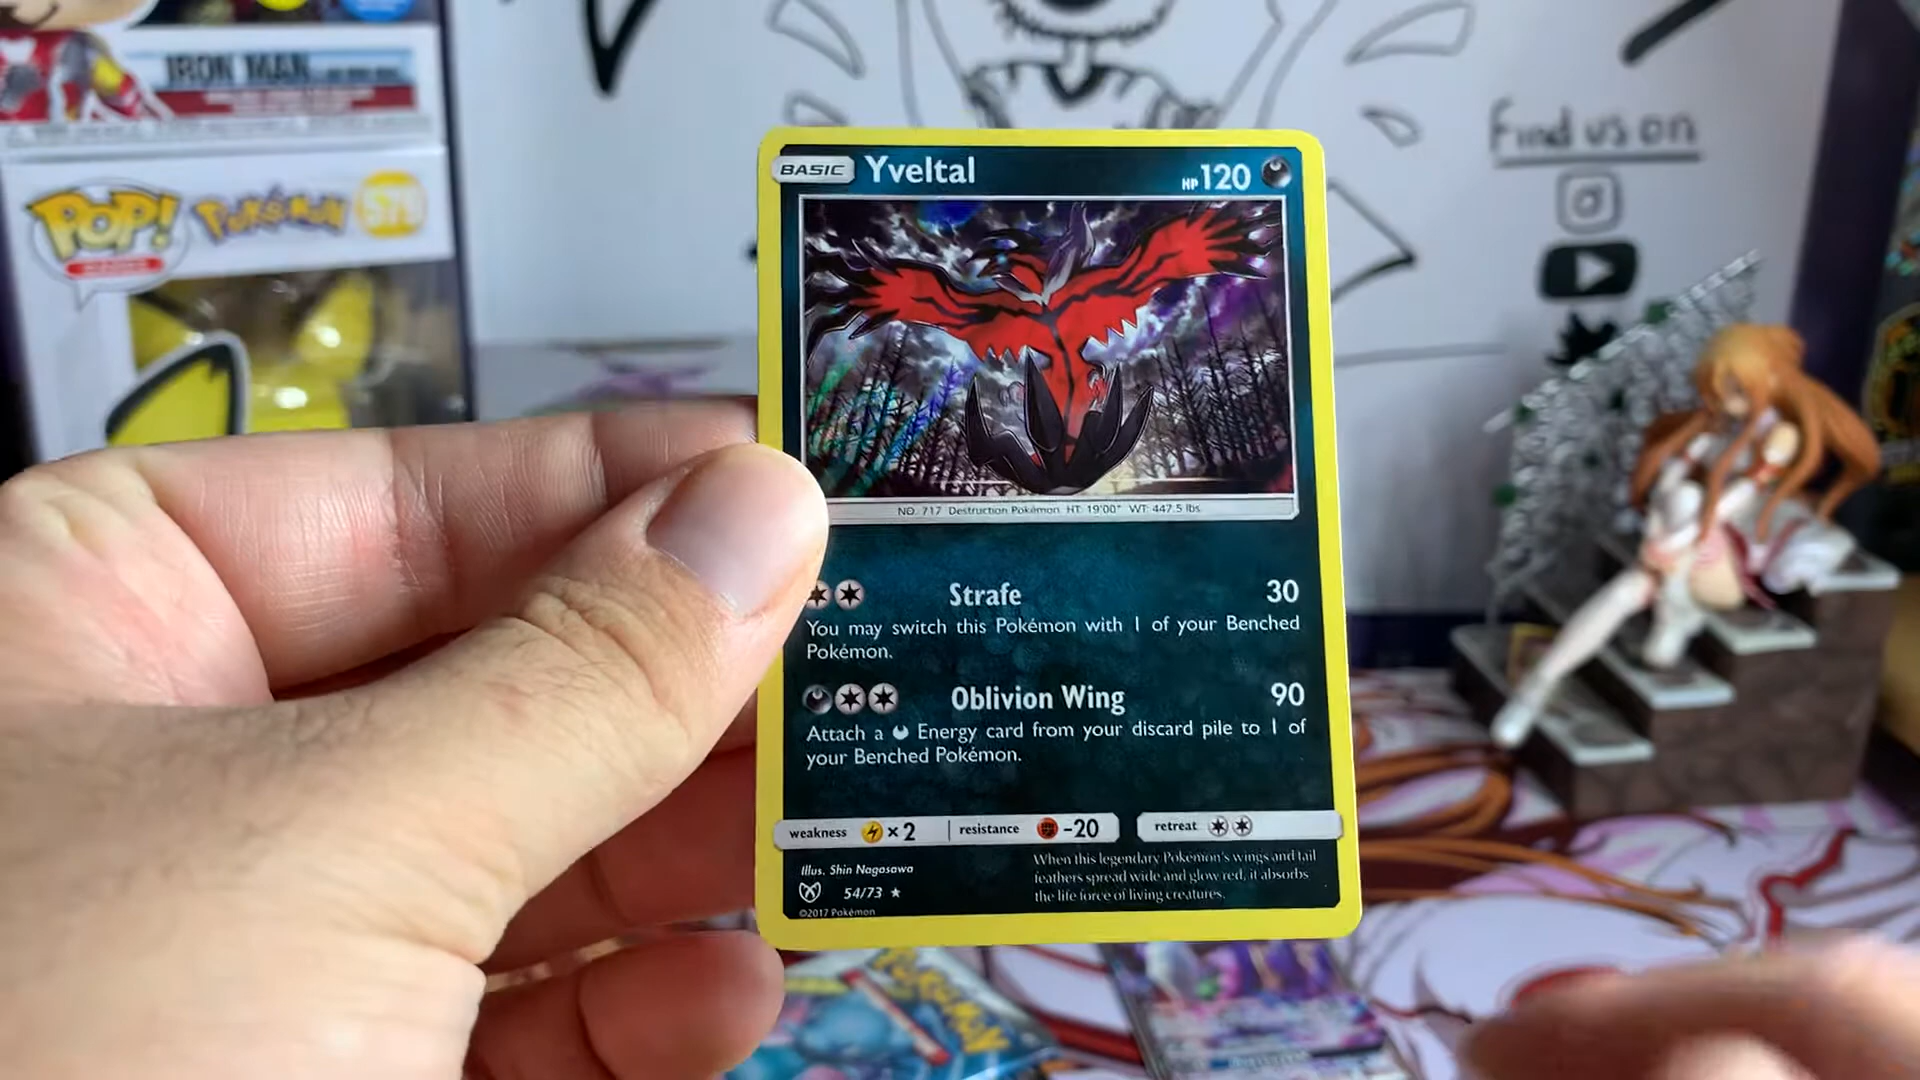 IRON MAN
POP!
Pokémon
579
Find us on
BASIC
Yveltal
HP 120
NO. 717 Destruction Pokémon HT: 19'00" WT: 447.5 lbs.
Strafe 30
You may switch this Pokémon with 1 of your Benched
Pokémon.
Oblivion Wing 90
Attach a Energy card from your discard pile to 1 of
your Benched Pokémon.
weakness ×2 resistance -20 retreat
Illus. Shin Nagasawa
54/73 ★
©2017 Pokémon
When this legendary Pokémon's wings and tail
feathers spread wide and glow red, it absorbs
the life force of living creatures.
POKÉMON